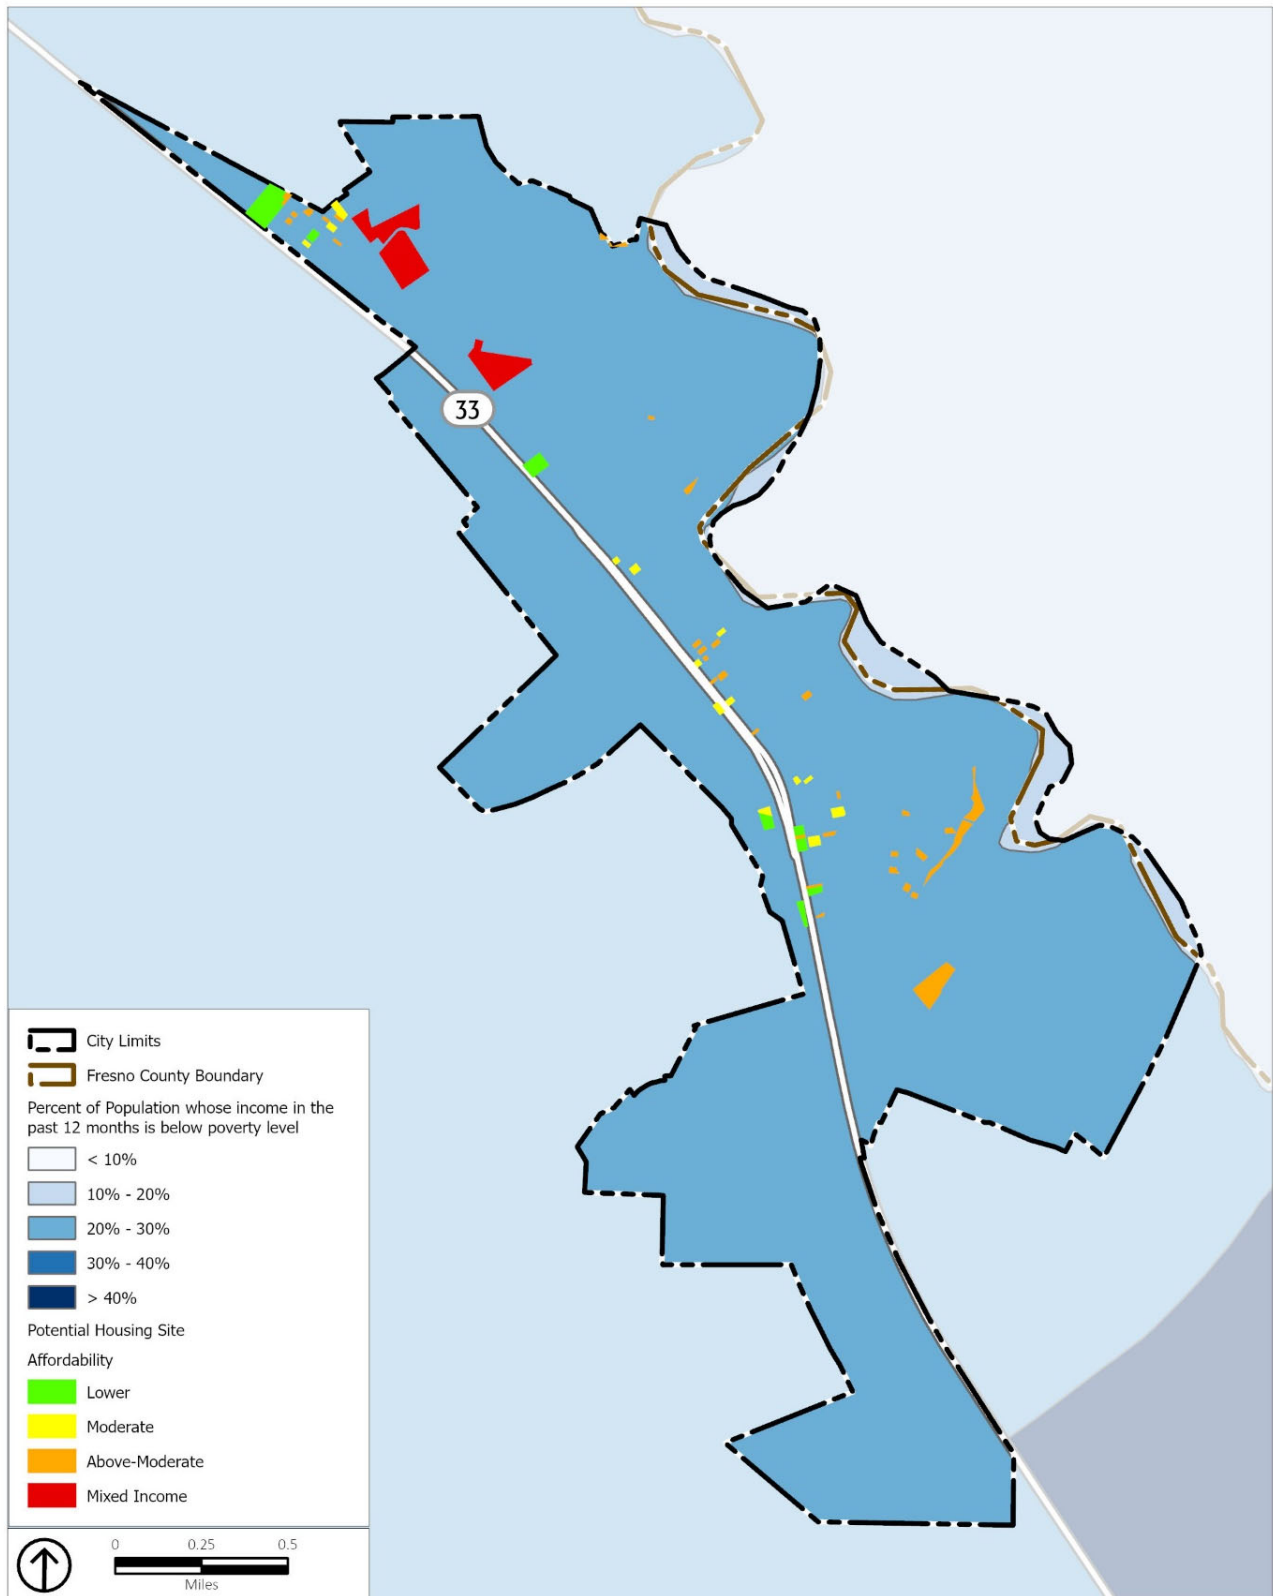 33
City Limits
Fresno County Boundary
Percent of Population whose income in the
past 12 months is below poverty level
< 10%
10% - 20%
20% - 30%
30% - 40%
> 40%
Potential Housing Site
Affordability
Lower
Moderate
Above-Moderate
Mixed Income
0 0.25 0.5
Miles